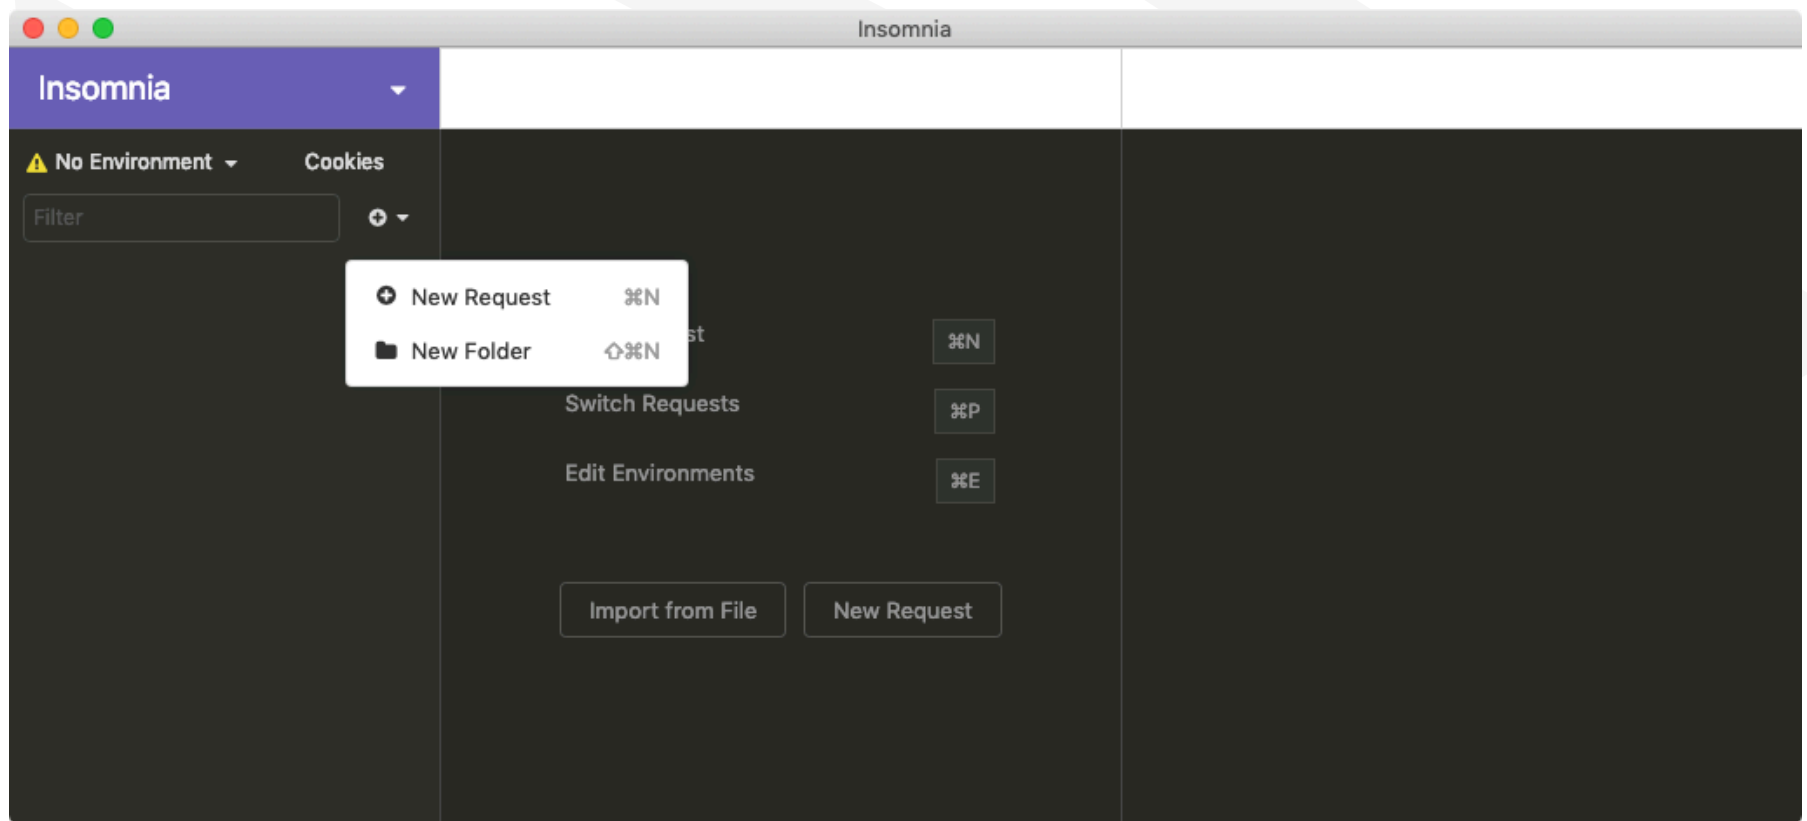 Insomnia
Insomnia
No Environment Cookies
Filter
New Request ⌘N
New Folder ⇧⌘N
st ⌘N
Switch Requests ⌘P
Edit Environments ⌘E
Import from File New Request